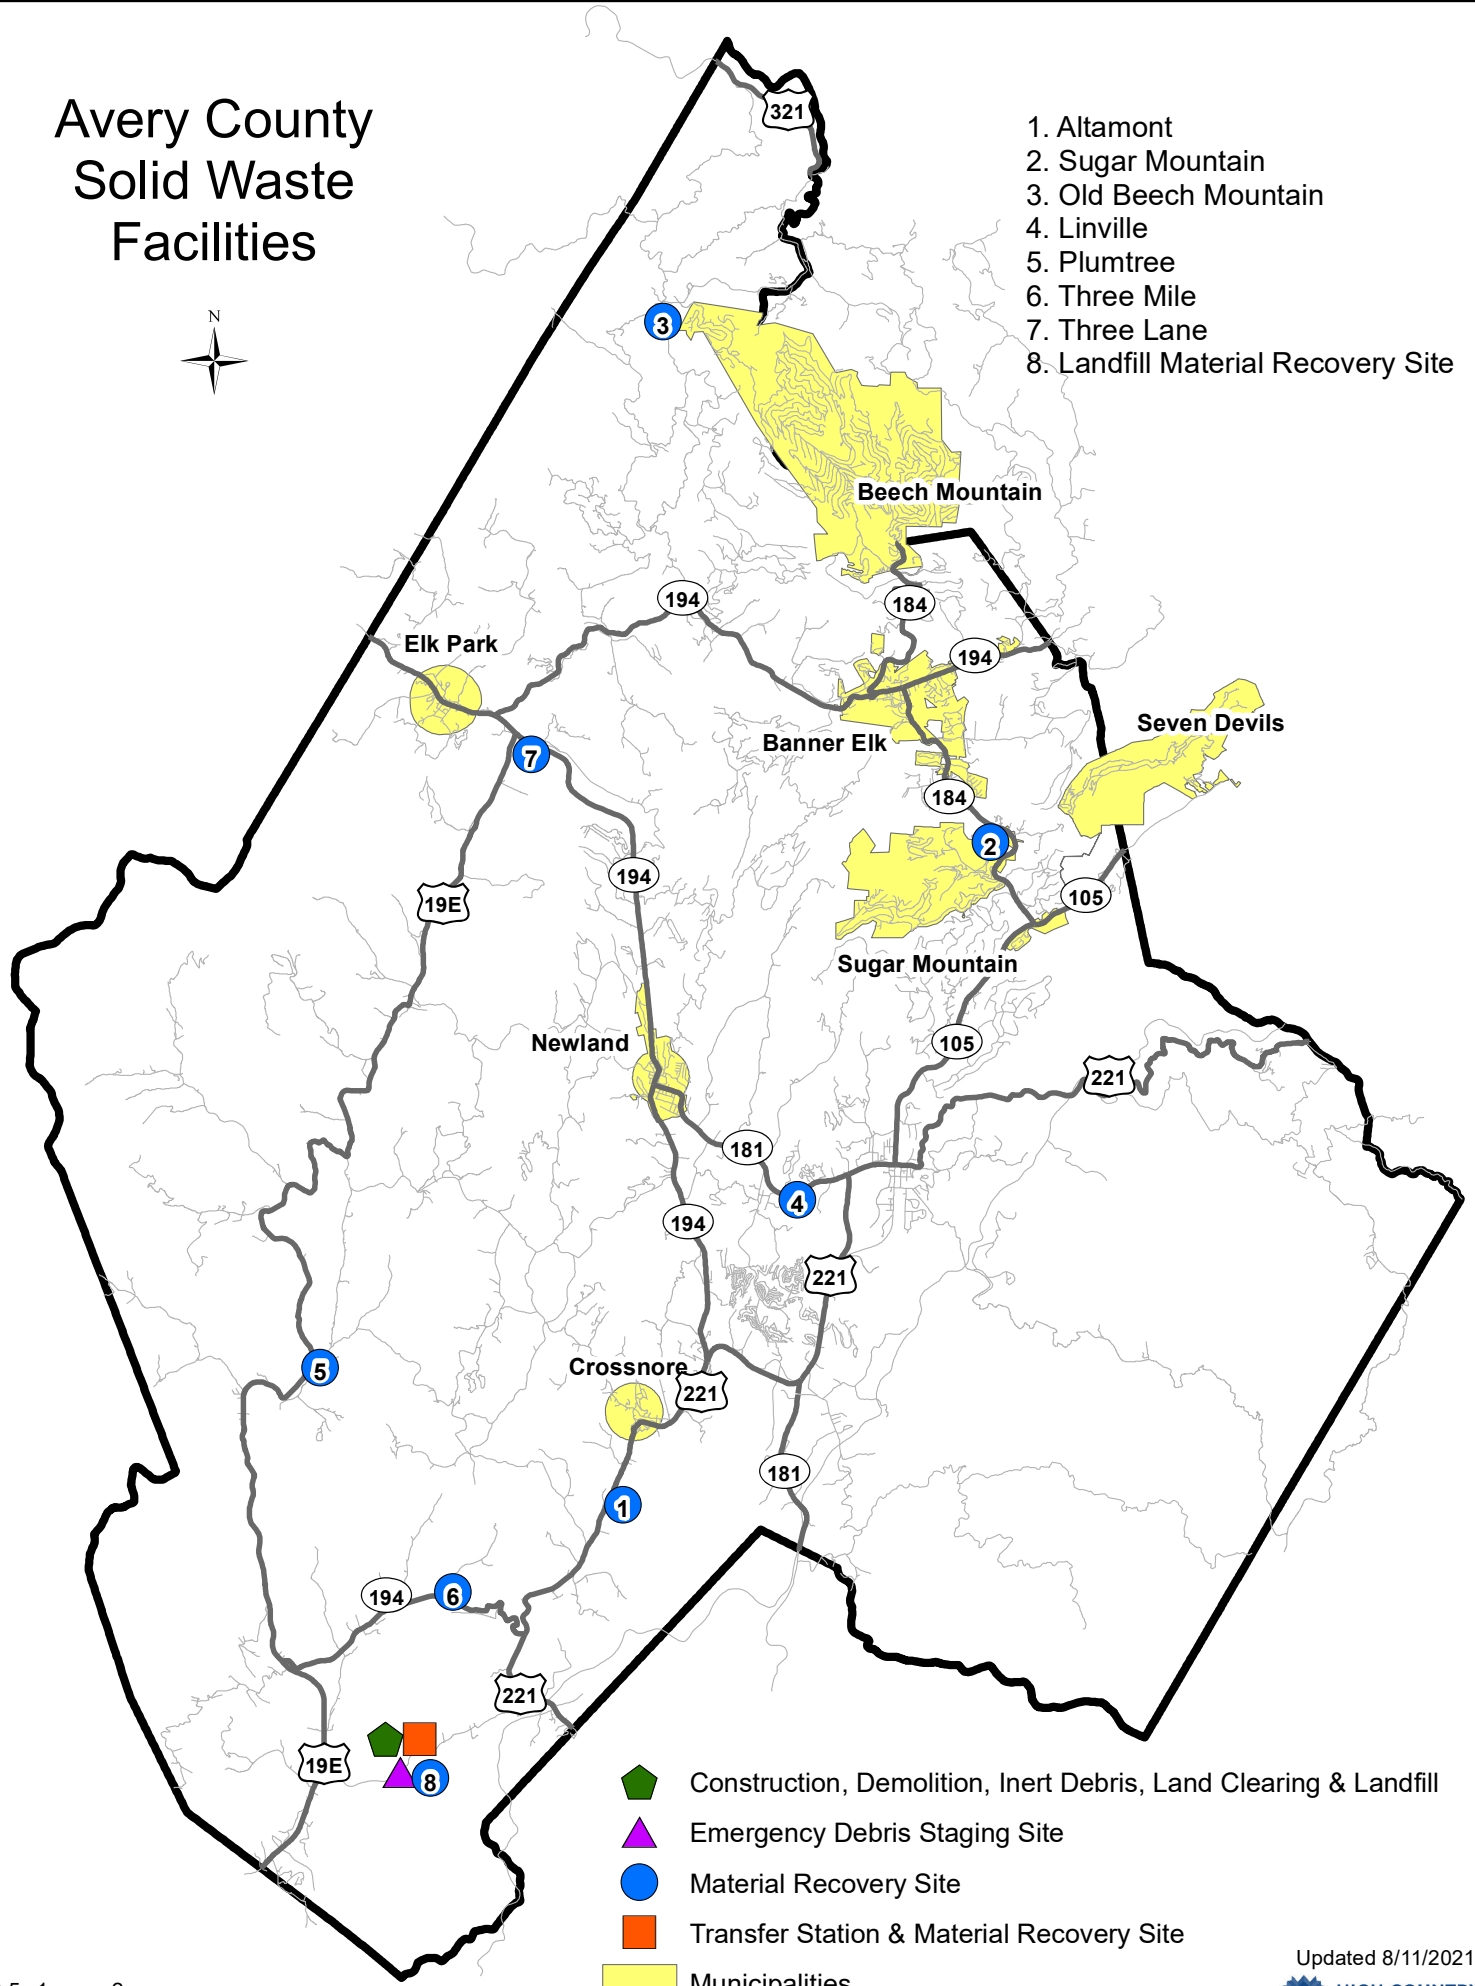 Avery County
Solid Waste
Facilities
N
1. Altamont
2. Sugar Mountain
3. Old Beech Mountain
4. Linville
5. Plumtree
6. Three Mile
7. Three Lane
8. Landfill Material Recovery Site
321
3
Beech Mountain
194
184
Elk Park
194
Seven Devils
Banner Elk
7
184
2
194
19E
105
Sugar Mountain
Newland
105
221
181
4
194
221
5
Crossnore
221
181
1
194
6
221
19E
8
Construction, Demolition, Inert Debris, Land Clearing & Landfill
Emergency Debris Staging Site
Material Recovery Site
Transfer Station & Material Recovery Site
Municipalities
Updated 8/11/2021
HIGH COUNTRY